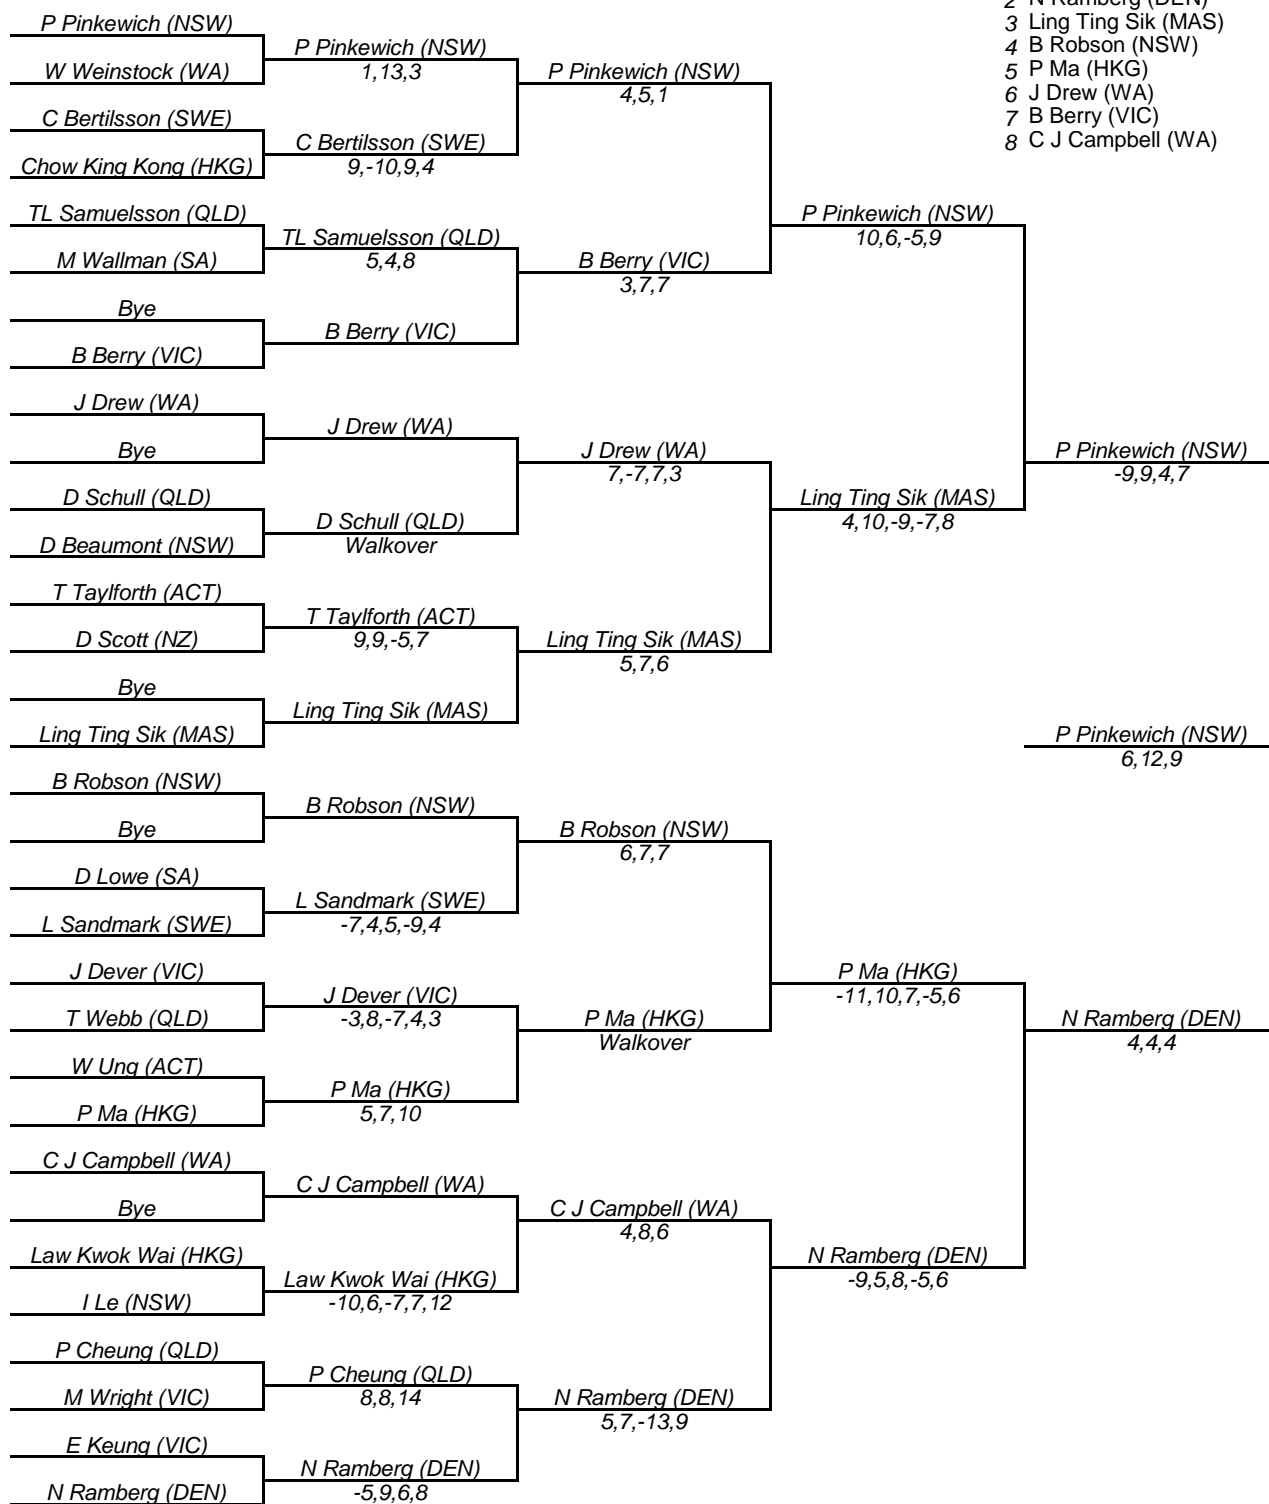 2 N Ramberg (DEN)
3 Ling Ting Sik (MAS)
4 B Robson (NSW)
5 P Ma (HKG)
6 J Drew (WA)
7 B Berry (VIC)
8 C J Campbell (WA)
P Pinkewich (NSW)
W Weinstock (WA)
C Bertilsson (SWE)
Chow King Kong (HKG)
TL Samuelsson (QLD)
M Wallman (SA)
Bye
B Berry (VIC)
J Drew (WA)
Bye
D Schull (QLD)
D Beaumont (NSW)
T Taylforth (ACT)
D Scott (NZ)
Bye
Ling Ting Sik (MAS)
B Robson (NSW)
Bye
D Lowe (SA)
L Sandmark (SWE)
J Dever (VIC)
T Webb (QLD)
W Ung (ACT)
P Ma (HKG)
C J Campbell (WA)
Bye
Law Kwok Wai (HKG)
I Le (NSW)
P Cheung (QLD)
M Wright (VIC)
E Keung (VIC)
N Ramberg (DEN)
P Pinkewich (NSW)
1,13,3
C Bertilsson (SWE)
9,-10,9,4
TL Samuelsson (QLD)
5,4,8
B Berry (VIC)
J Drew (WA)
D Schull (QLD)
Walkover
T Taylforth (ACT)
9,9,-5,7
Ling Ting Sik (MAS)
B Robson (NSW)
L Sandmark (SWE)
-7,4,5,-9,4
J Dever (VIC)
-3,8,-7,4,3
P Ma (HKG)
5,7,10
C J Campbell (WA)
Law Kwok Wai (HKG)
-10,6,-7,7,12
P Cheung (QLD)
8,8,14
N Ramberg (DEN)
-5,9,6,8
P Pinkewich (NSW)
4,5,1
B Berry (VIC)
3,7,7
J Drew (WA)
7,-7,7,3
Ling Ting Sik (MAS)
5,7,6
B Robson (NSW)
6,7,7
P Ma (HKG)
Walkover
C J Campbell (WA)
4,8,6
N Ramberg (DEN)
5,7,-13,9
P Pinkewich (NSW)
10,6,-5,9
Ling Ting Sik (MAS)
4,10,-9,-7,8
P Ma (HKG)
-11,10,7,-5,6
N Ramberg (DEN)
-9,5,8,-5,6
P Pinkewich (NSW)
-9,9,4,7
P Pinkewich (NSW)
6,12,9
N Ramberg (DEN)
4,4,4